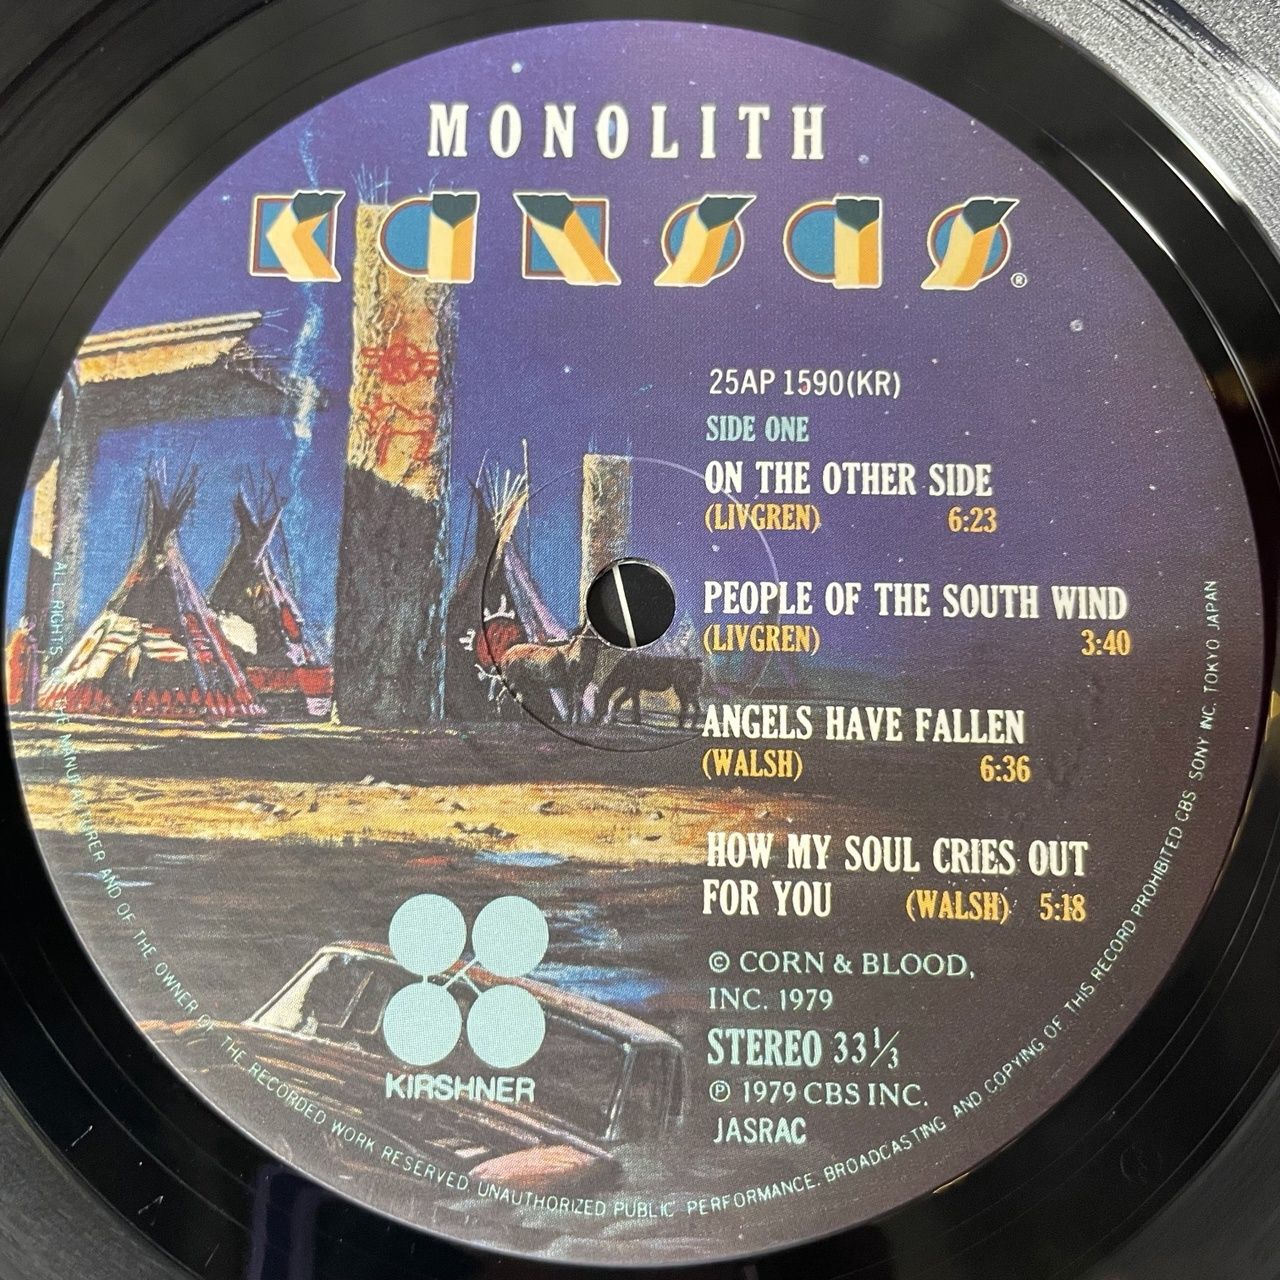 MONOLITH
KANSAS®
25AP 1590(KR)
SIDE ONE
ON THE OTHER SIDE
(LIVGREN) 6:23
PEOPLE OF THE SOUTH WIND
(LIVGREN) 3:40
ANGELS HAVE FALLEN
(WALSH) 6:36
HOW MY SOUL CRIES OUT
FOR YOU (WALSH) 5:18
© CORN & BLOOD,
INC. 1979
STEREO 33⅓
℗ 1979 CBS INC.
JASRAC
KIRSHNER
ALL RIGHTS THE MANUFACTURER AND OF THE OWNER OF THE RECORDED WORK RESERVED UNAUTHORIZED PUBLIC PERFORMANCE. BROADCASTING AND COPYING OF THIS RECORD PROHIBITED CBS SONY INC. TOKYO JAPAN